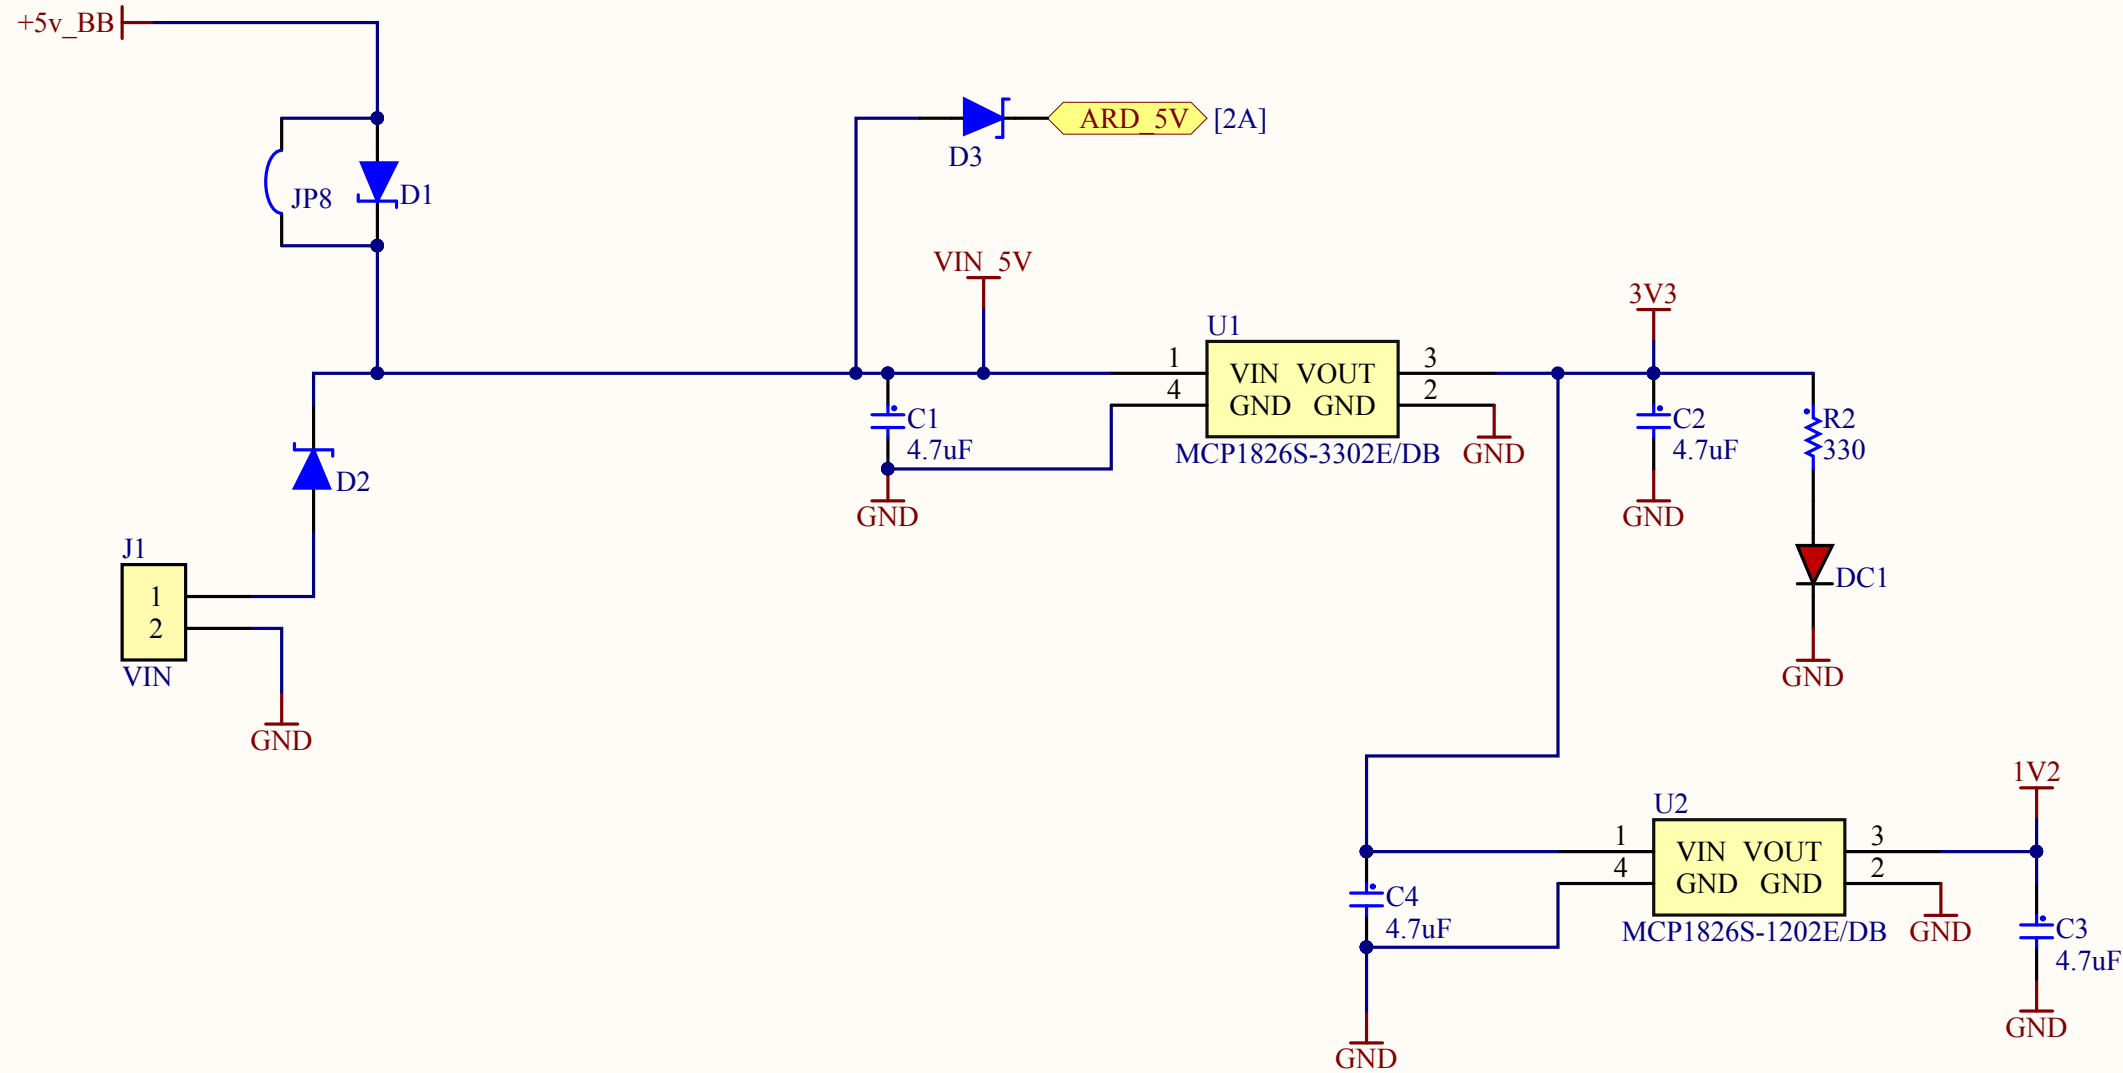 +5v_BB
ARD_5V [2A]
D3
JP8
D1
VIN_5V
3V3
U1
1
4
VIN VOUT
GND GND
3
2
MCP1826S-3302E/DB
GND
C1
4.7uF
GND
C2
4.7uF
GND
R2
330
DC1
GND
D2
J1
1
2
VIN
GND
1V2
U2
1
4
VIN VOUT
GND GND
3
2
MCP1826S-1202E/DB
GND
C4
4.7uF
GND
C3
4.7uF
GND